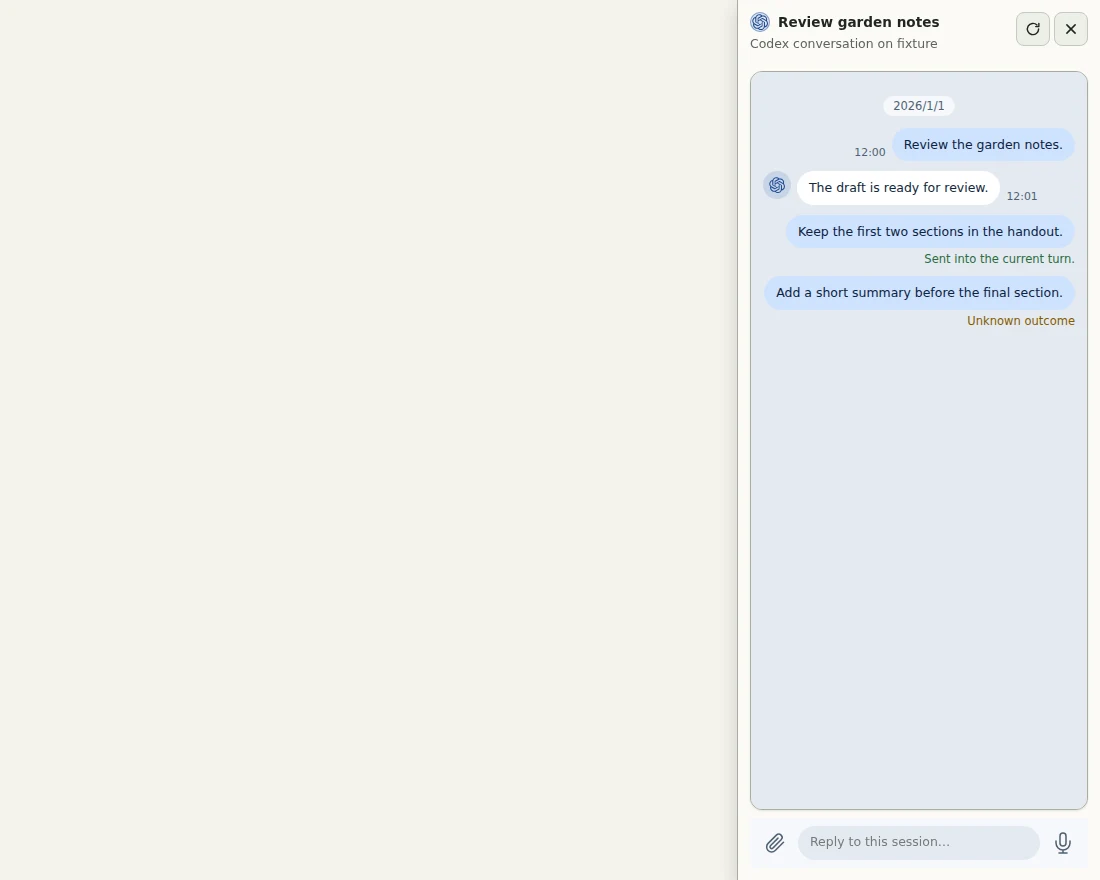 Review garden notes
Codex conversation on fixture
2026/1/1
12:00
Review the garden notes.
The draft is ready for review.
12:01
Keep the first two sections in the handout.
Sent into the current turn.
Add a short summary before the final section.
Unknown outcome
Reply to this session...